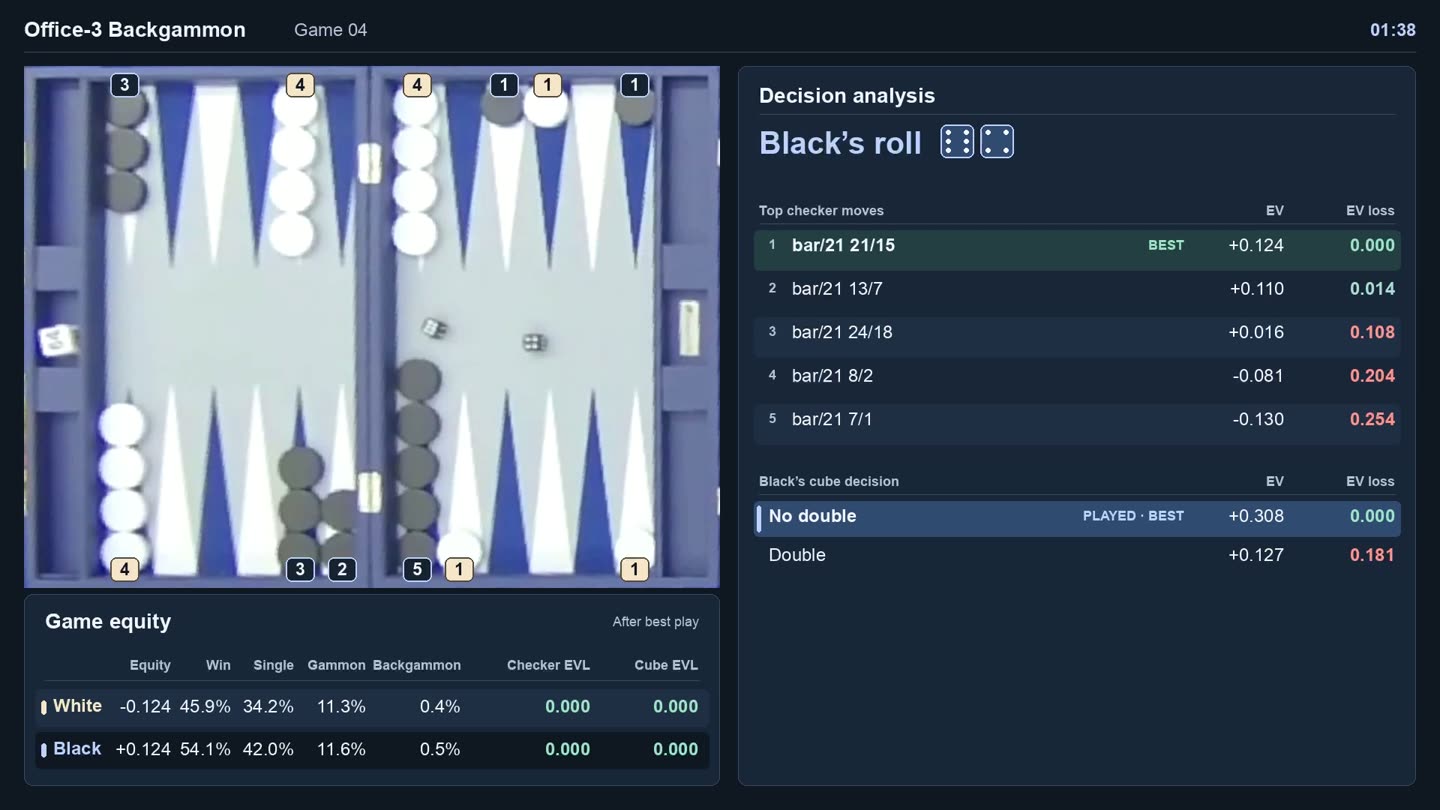 Office-3 Backgammon Game 04 01:38
3 4 4 1 1 1
64
4 3 2 5 1 1
Decision analysis
Black’s roll
Top checker moves EV EV loss
1 bar/21 21/15 BEST +0.124 0.000
2 bar/21 13/7 +0.110 0.014
3 bar/21 24/18 +0.016 0.108
4 bar/21 8/2 -0.081 0.204
5 bar/21 7/1 -0.130 0.254
Black’s cube decision EV EV loss
No double PLAYED · BEST +0.308 0.000
Double +0.127 0.181
Game equity After best play
Equity Win Single Gammon Backgammon Checker EVL Cube EVL
White -0.124 45.9% 34.2% 11.3% 0.4% 0.000 0.000
Black +0.124 54.1% 42.0% 11.6% 0.5% 0.000 0.000